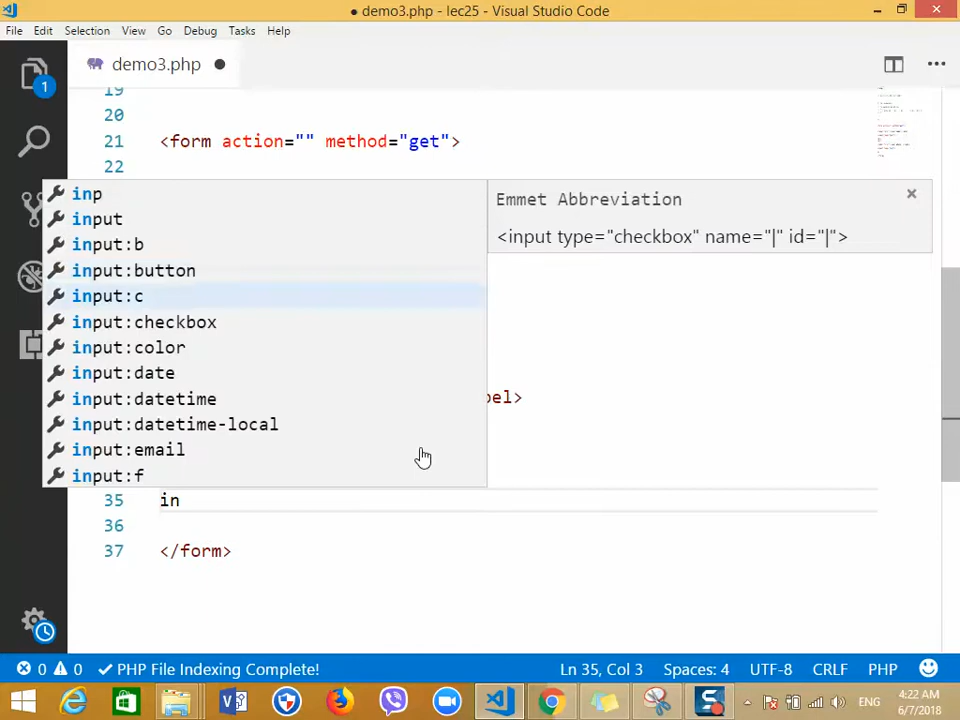 ● demo3.php - lec25 - Visual Studio Code
File Edit Selection View Go Debug Tasks Help
1
demo3.php
19
20
21 <form action="" method="get">
22
inp
input
input:b
input:button
input:c
input:checkbox
input:color
input:date
input:datetime
input:datetime-local
input:email
input:f
Emmet Abbreviation
<input type="checkbox" name="|" id="|">
el>
35 in
36
37 </form>
0 0 PHP File Indexing Complete! Ln 35, Col 3 Spaces: 4 UTF-8 CRLF PHP
4:22 AM
6/7/2018